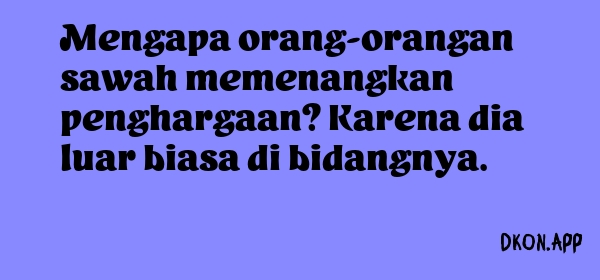 Mengapa orang-orangan
sawah memenangkan
penghargaan? Karena dia
luar biasa di bidangnya.
DKON.APP